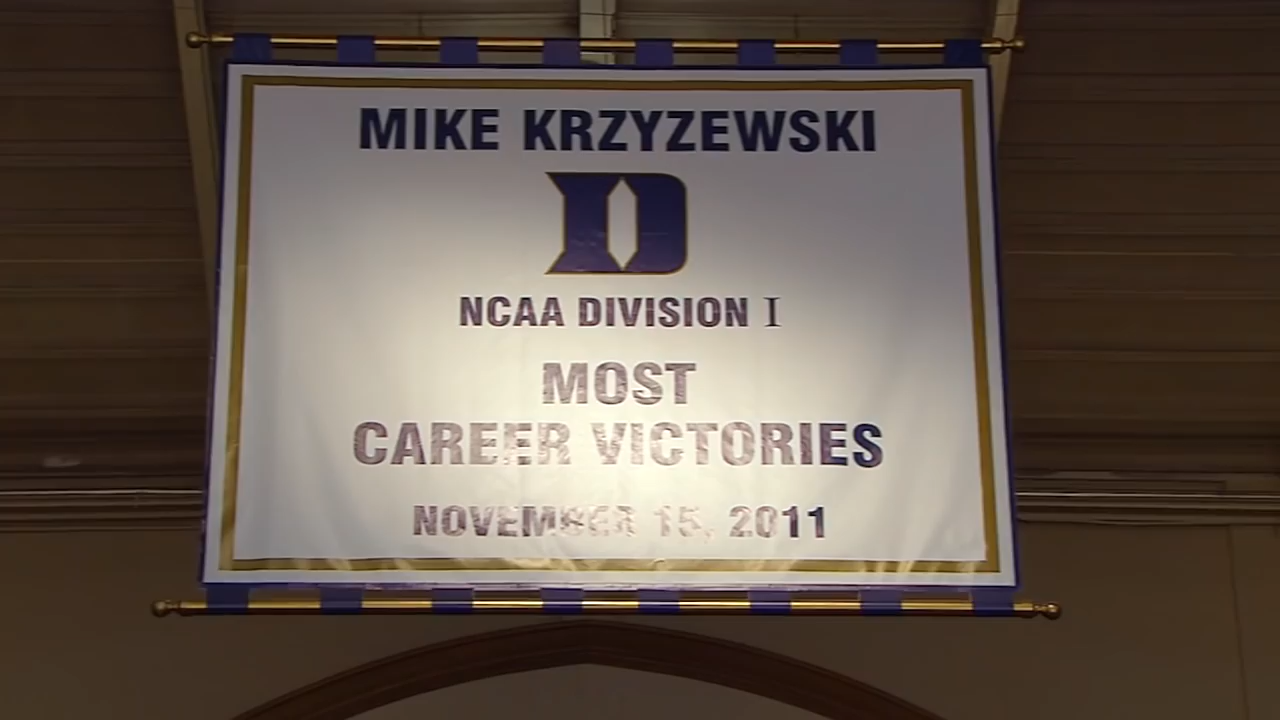 MIKE KRZYZEWSKI
D
NCAA DIVISION I
MOST
CAREER VICTORIES
NOVEMBER 15, 2011